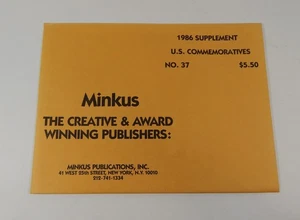 1986 SUPPLEMENT
U.S. COMMEMORATIVES
NO. 37 $5.50
Minkus
THE CREATIVE & AWARD
WINNING PUBLISHERS:
MINKUS PUBLICATIONS, INC.
41 WEST 25th STREET, NEW YORK, N.Y. 10010
212-741-1334